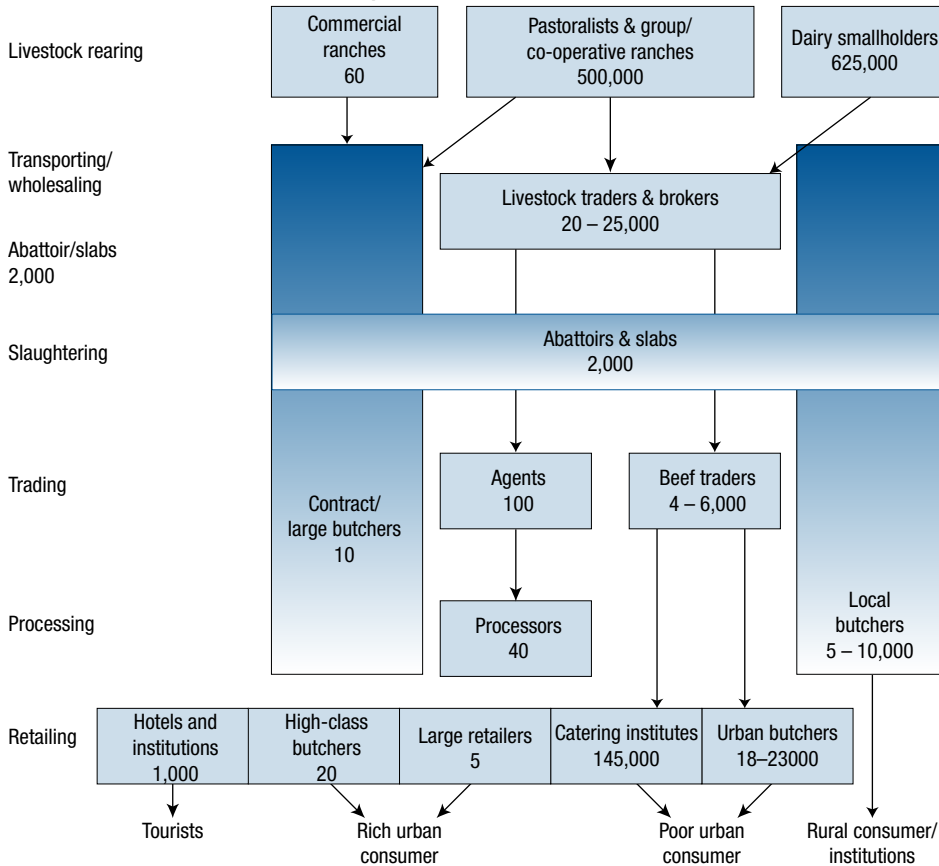 Livestock rearing
Commercial
ranches
60
Pastoralists & group/
co-operative ranches
500,000
Dairy smallholders
625,000
Transporting/
wholesaling
Livestock traders & brokers
20 – 25,000
Abattoir/slabs
2,000
Slaughtering
Abattoirs & slabs
2,000
Trading
Contract/
large butchers
10
Agents
100
Beef traders
4 – 6,000
Processing
Processors
40
Local
butchers
5 – 10,000
Retailing
Hotels and
institutions
1,000
High-class
butchers
20
Large retailers
5
Catering institutes
145,000
Urban butchers
18–23000
Tourists
Rich urban
consumer
Poor urban
consumer
Rural consumer/
institutions